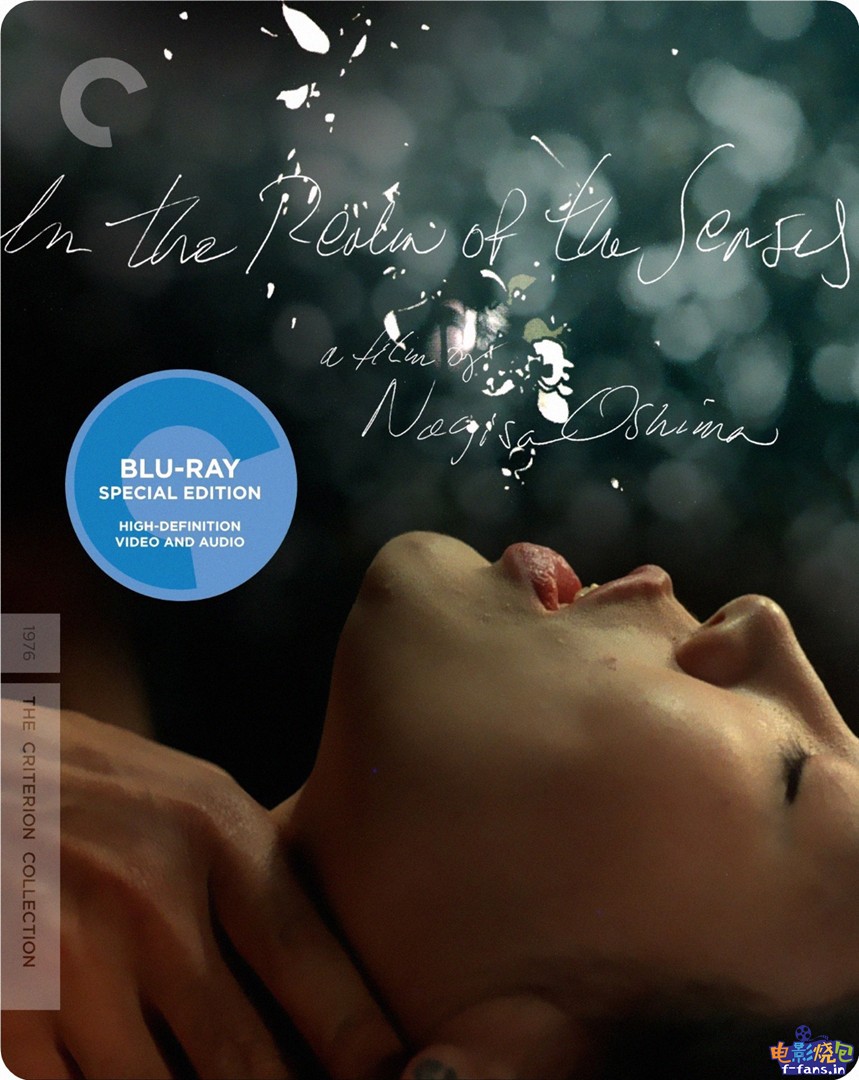 In the Realm of the Senses
a film by
Nagisa Oshima
BLU-RAY
SPECIAL EDITION
HIGH-DEFINITION
VIDEO AND AUDIO
1976
THE CRITERION COLLECTION
电影烧包
f-fans.in